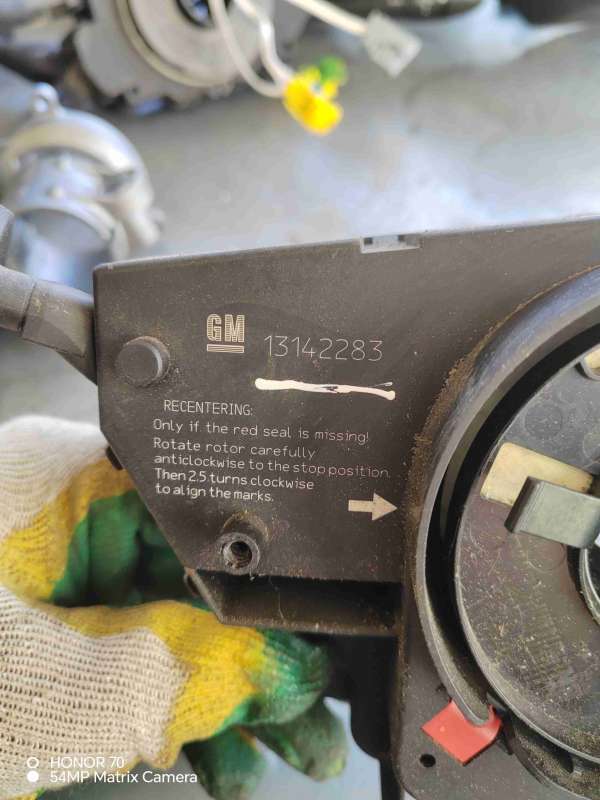 GM 13142283
RECENTERING:
Only if the red seal is missing!
Rotate rotor carefully
anticlockwise to the stop position.
Then 2.5 turns clockwise
to align the marks.
HONOR 70
54MP Matrix Camera